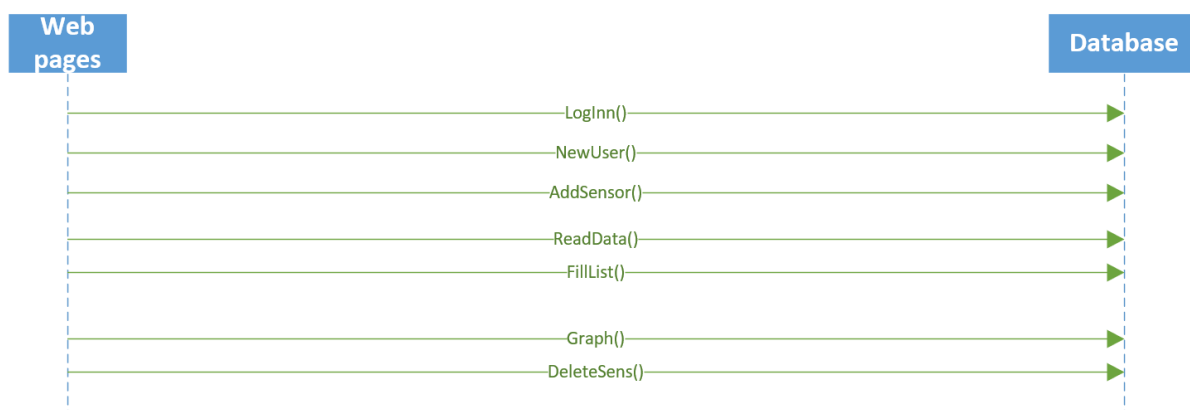 Web
pages
Database
LogInn()
NewUser()
AddSensor()
ReadData()
FillList()
Graph()
DeleteSens()